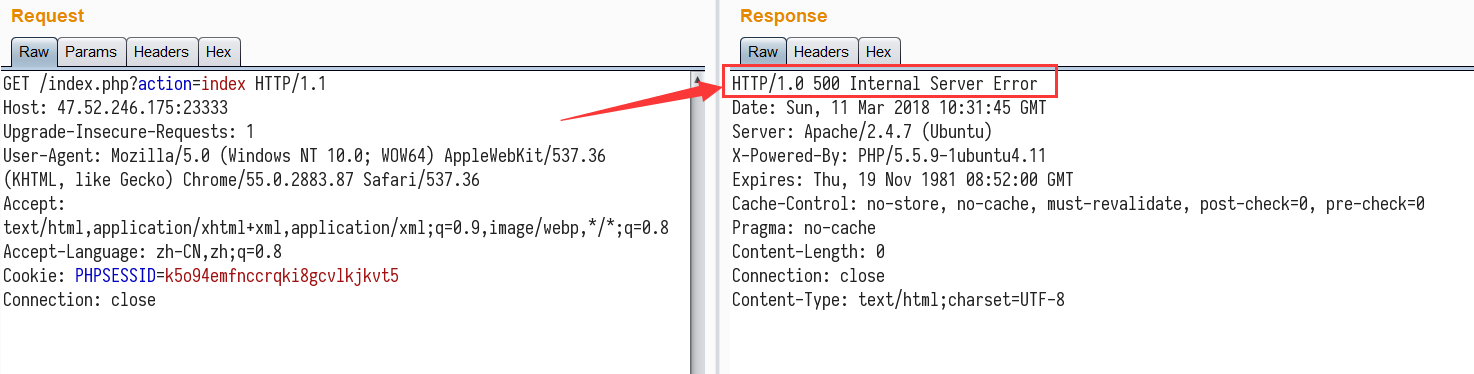 Request
Raw Params Headers Hex
GET /index.php?action=index HTTP/1.1
Host: 47.52.246.175:23333
Upgrade-Insecure-Requests: 1
User-Agent: Mozilla/5.0 (Windows NT 10.0; WOW64) AppleWebKit/537.36
(KHTML, like Gecko) Chrome/55.0.2883.87 Safari/537.36
Accept:
text/html,application/xhtml+xml,application/xml;q=0.9,image/webp,*/*;q=0.8
Accept-Language: zh-CN,zh;q=0.8
Cookie: PHPSESSID=k5o94emfnccrqki8gcvlkjkvt5
Connection: close
Response
Raw Headers Hex
HTTP/1.0 500 Internal Server Error
Date: Sun, 11 Mar 2018 10:31:45 GMT
Server: Apache/2.4.7 (Ubuntu)
X-Powered-By: PHP/5.5.9-1ubuntu4.11
Expires: Thu, 19 Nov 1981 08:52:00 GMT
Cache-Control: no-store, no-cache, must-revalidate, post-check=0, pre-check=0
Pragma: no-cache
Content-Length: 0
Connection: close
Content-Type: text/html;charset=UTF-8